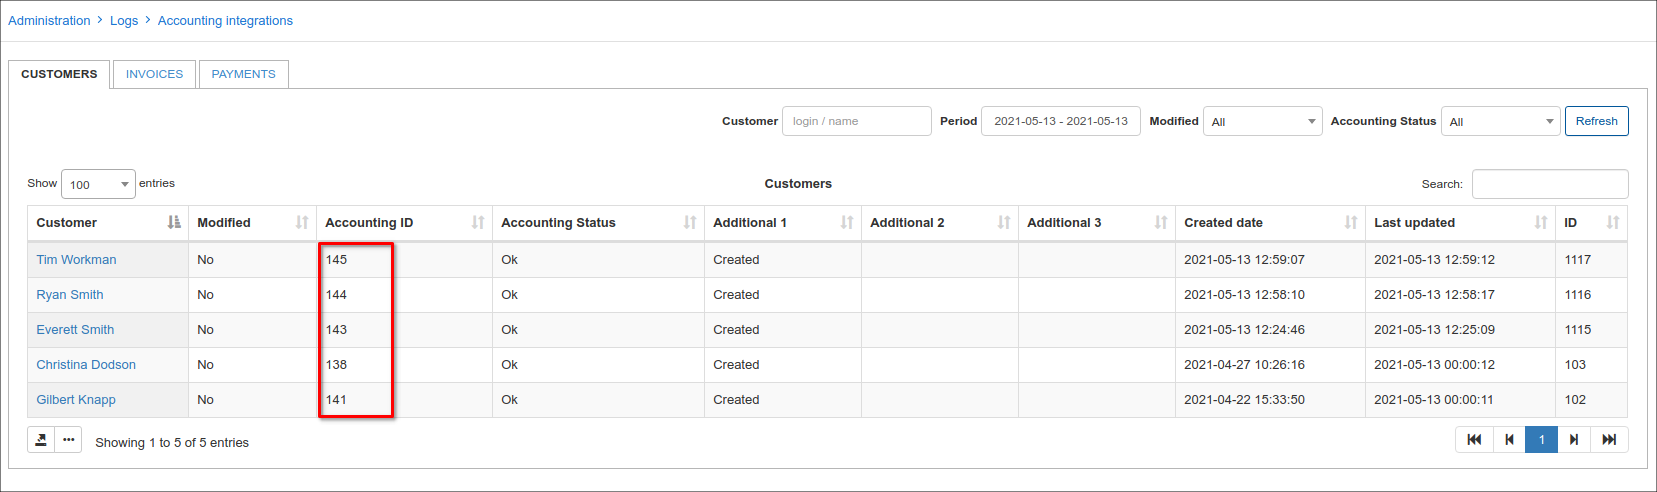 Administration > Logs > Accounting integrations
CUSTOMERS INVOICES PAYMENTS
Customer login / name Period 2021-05-13 - 2021-05-13 Modified All Accounting Status All Refresh
Show 100 entries Customers Search:
Customer Modified Accounting ID Accounting Status Additional 1 Additional 2 Additional 3 Created date Last updated ID
Tim Workman No 145 Ok Created 2021-05-13 12:59:07 2021-05-13 12:59:12 1117
Ryan Smith No 144 Ok Created 2021-05-13 12:58:10 2021-05-13 12:58:17 1116
Everett Smith No 143 Ok Created 2021-05-13 12:24:46 2021-05-13 12:25:09 1115
Christina Dodson No 138 Ok Created 2021-04-27 10:26:16 2021-05-13 00:00:12 103
Gilbert Knapp No 141 Ok Created 2021-04-22 15:33:50 2021-05-13 00:00:11 102
Showing 1 to 5 of 5 entries 1